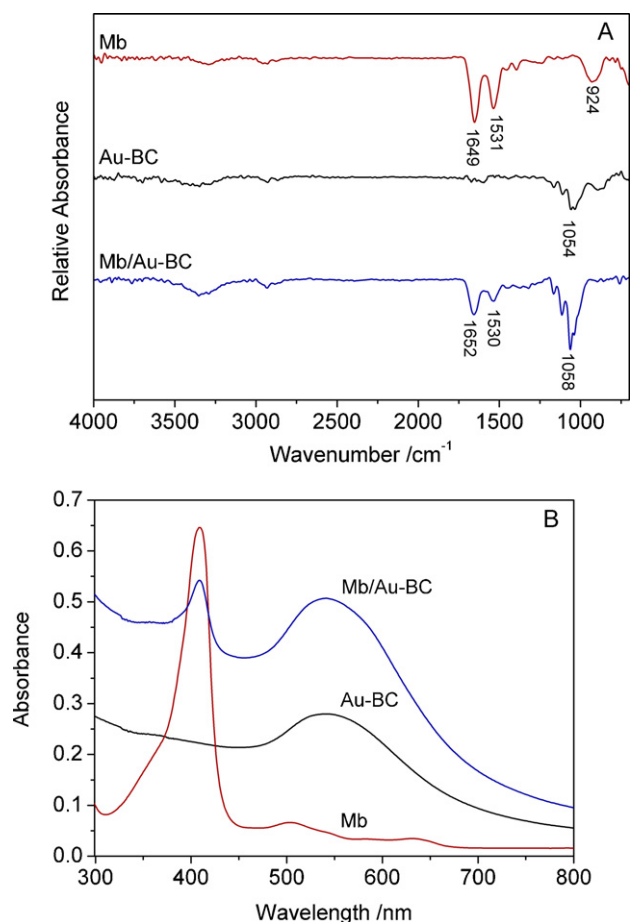 A
Mb
1649
1531
924
Au-BC
1054
Mb/Au-BC
1652
1530
1058
Relative Absorbance
4000 3500 3000 2500 2000 1500 1000
Wavenumber /cm⁻¹
B
0.7
0.6
0.5
0.4
0.3
0.2
0.1
0.0
Mb/Au-BC
Au-BC
Mb
Absorbance
300 400 500 600 700 800
Wavelength /nm